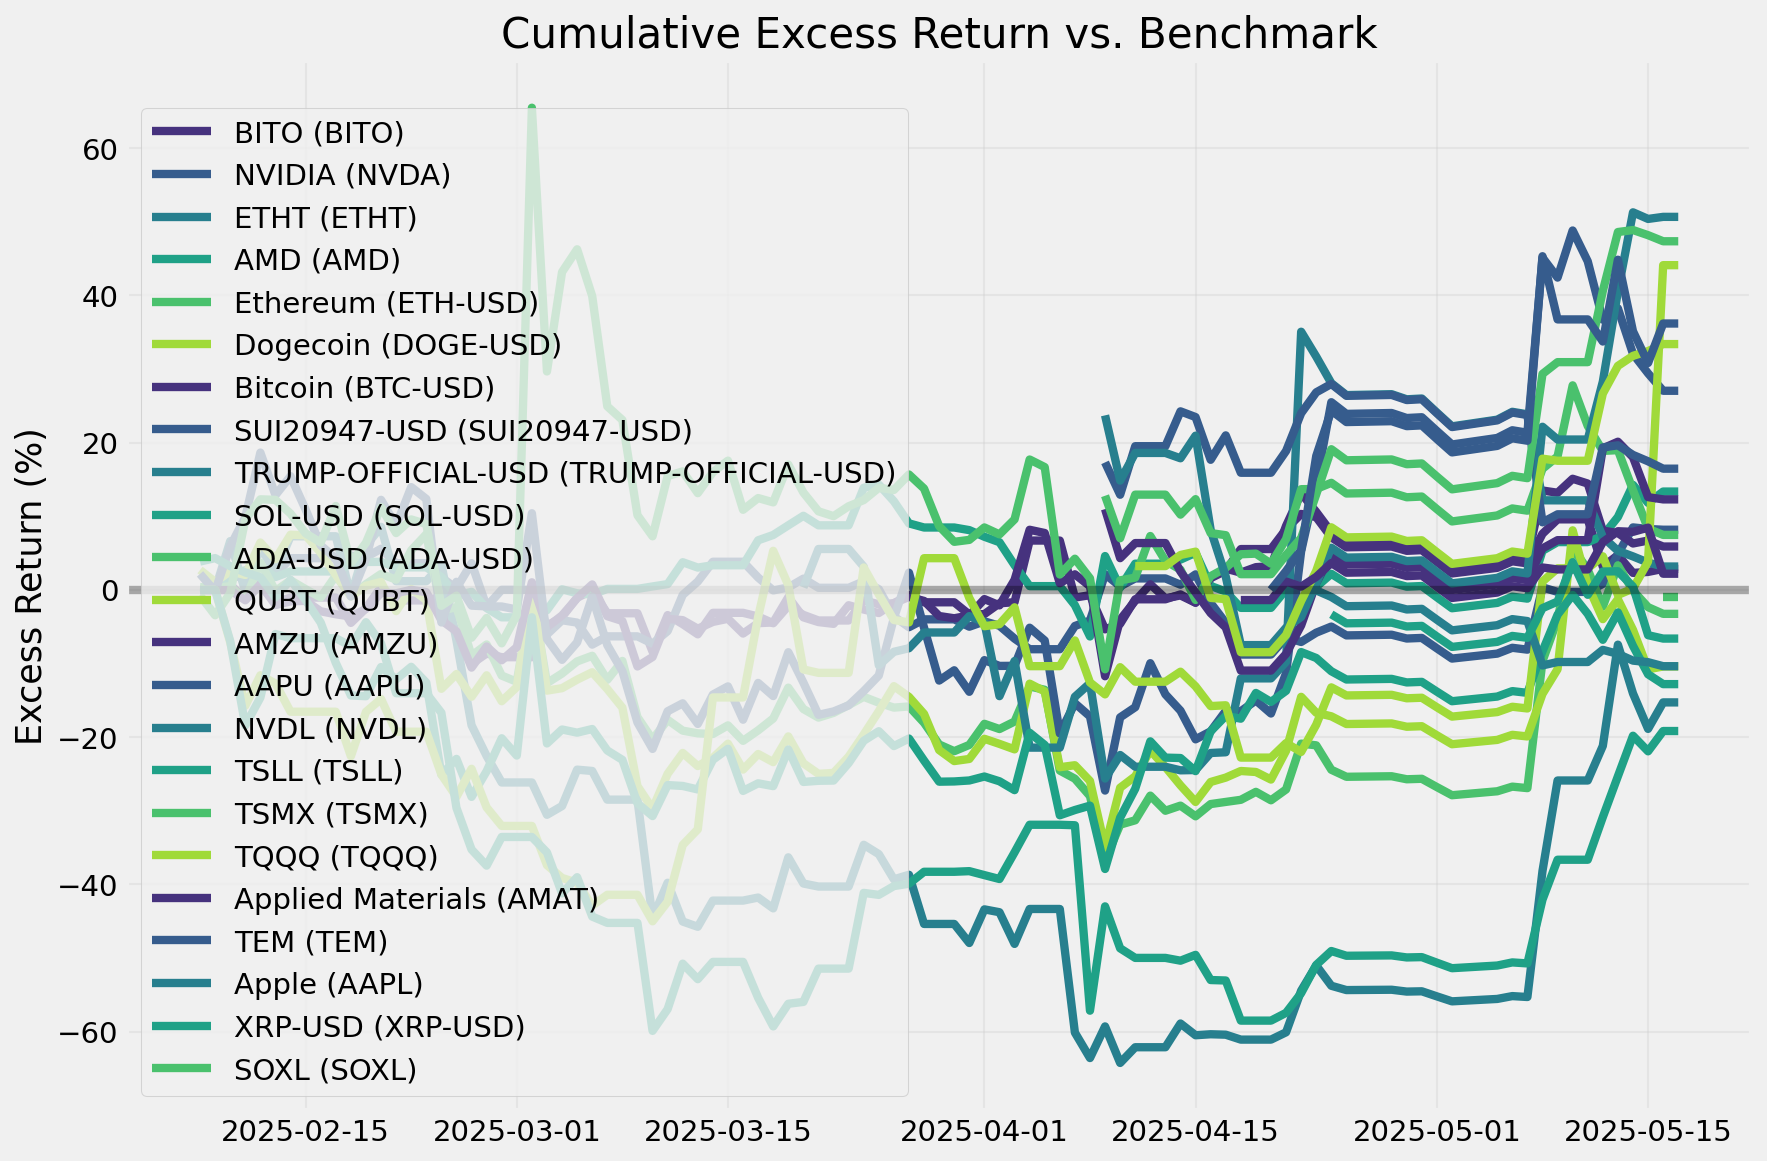 Cumulative Excess Return vs. Benchmark
Excess Return (%)
60
40
20
0
−20
−40
−60
BITO (BITO)
NVIDIA (NVDA)
ETHT (ETHT)
AMD (AMD)
Ethereum (ETH-USD)
Dogecoin (DOGE-USD)
Bitcoin (BTC-USD)
SUI20947-USD (SUI20947-USD)
TRUMP-OFFICIAL-USD (TRUMP-OFFICIAL-USD)
SOL-USD (SOL-USD)
ADA-USD (ADA-USD)
QUBT (QUBT)
AMZU (AMZU)
AAPU (AAPU)
NVDL (NVDL)
TSLL (TSLL)
TSMX (TSMX)
TQQQ (TQQQ)
Applied Materials (AMAT)
TEM (TEM)
Apple (AAPL)
XRP-USD (XRP-USD)
SOXL (SOXL)
2025-02-15 2025-03-01 2025-03-15 2025-04-01 2025-04-15 2025-05-01 2025-05-15